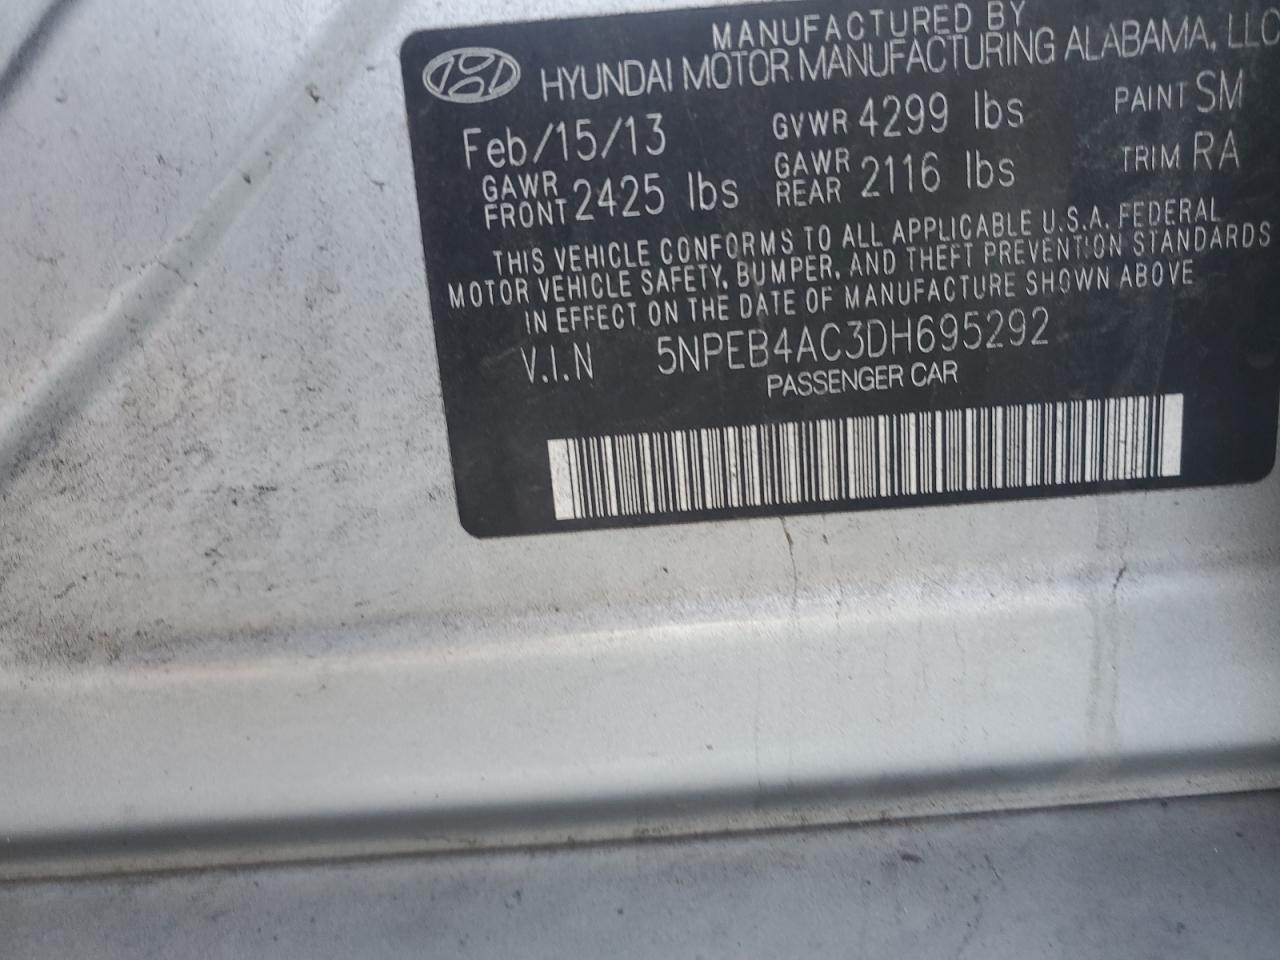 MANUFACTURED BY
HYUNDAI MOTOR MANUFACTURING ALABAMA, LLC
Feb/15/13 GVWR 4299 lbs PAINT SM
GAWR FRONT 2425 lbs GAWR REAR 2116 lbs TRIM RA
THIS VEHICLE CONFORMS TO ALL APPLICABLE U.S.A. FEDERAL
MOTOR VEHICLE SAFETY, BUMPER, AND THEFT PREVENTION STANDARDS
IN EFFECT ON THE DATE OF MANUFACTURE SHOWN ABOVE
V.I.N 5NPEB4AC3DH695292
PASSENGER CAR